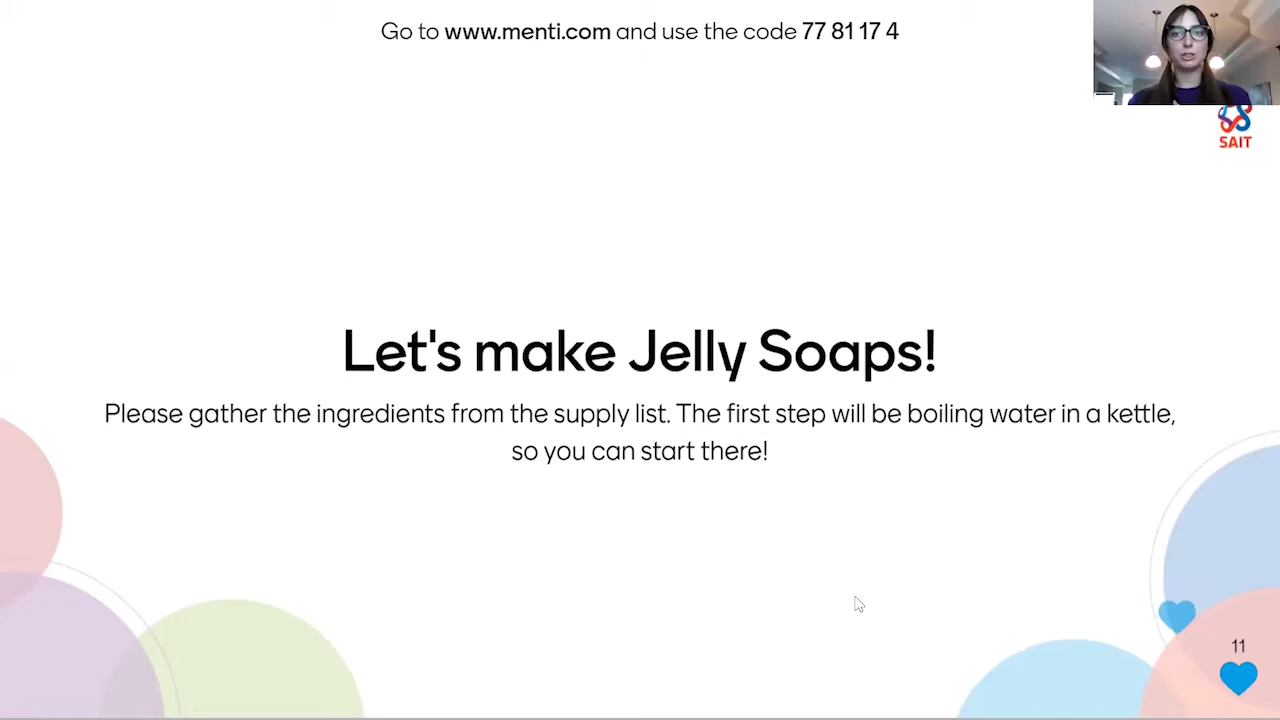 Go to www.menti.com and use the code 77 81 17 4
SAIT
Let's make Jelly Soaps!
Please gather the ingredients from the supply list. The first step will be boiling water in a kettle,
so you can start there!
11